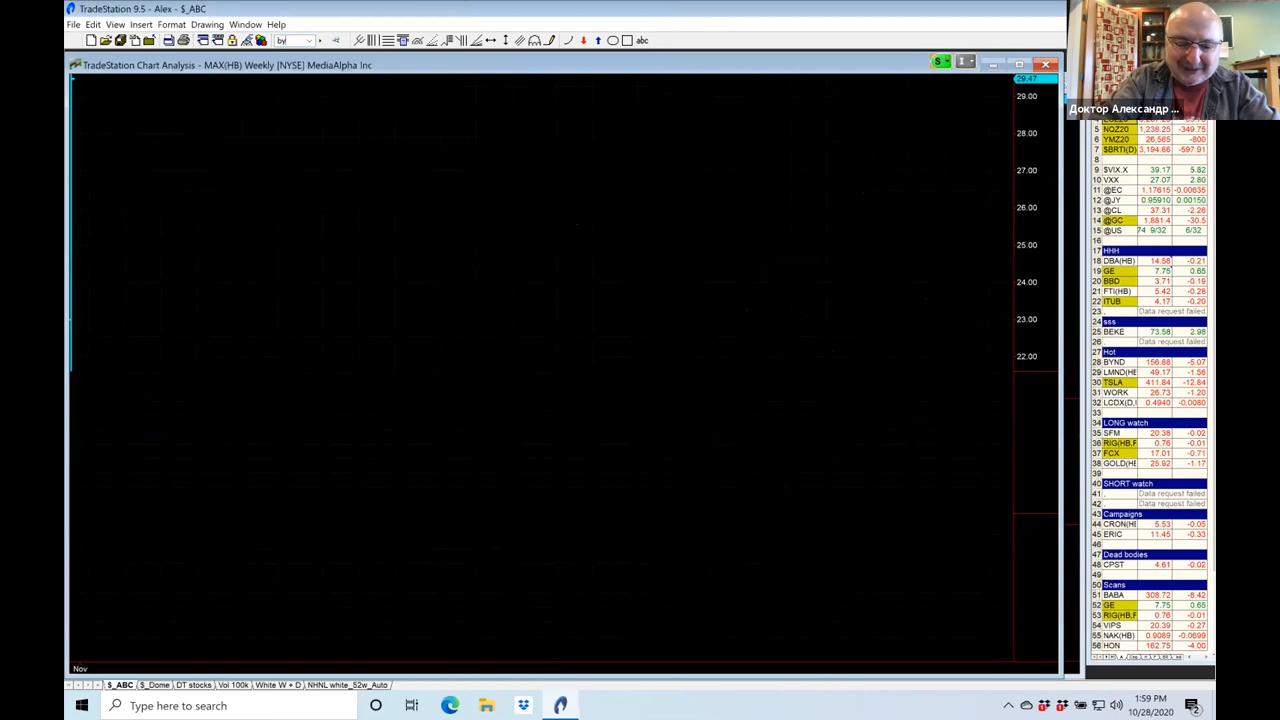 TradeStation 9.5 - Alex - $_ABC
File Edit View Insert Format Drawing Window Help
by
abc
TradeStation Chart Analysis - MAX(HB) Weekly [NYSE] MediaAlpha Inc
S
I
29.47
29.00
28.00
27.00
26.00
25.00
24.00
23.00
22.00
Nov
Доктор Александр ...
5 NQZ20 1,238.25 -349.75
6 YMZ20 26,565 -800
7 $BRTI(D) 3,194.66 -597.91
8
9 $VIX.X 39.17 5.82
10 VXX 27.07 2.80
11 @EC 1.17615 -0.00635
12 @JY 0.95910 0.00150
13 @CL 37.31 -2.26
14 @GC 1,881.4 -30.5
15 @US 74 9/32 6/32
16
17 HHH
18 DBA(HB) 14.58 -0.21
19 GE 7.75 0.65
20 BBD 3.71 -0.19
21 FTI(HB) 5.42 -0.28
22 ITUB 4.17 -0.20
23 . Data request failed
24 sss
25 BEKE 73.58 2.98
26 . Data request failed
27 Hot
28 BYND 156.88 -5.07
29 LMND(HE 49.17 -1.56
30 TSLA 411.84 -12.84
31 WORK 26.73 -1.20
32 LCDX(D,I 0.4940 -0.0080
33
34 LONG watch
35 SFM 20.38 -0.02
36 RIG(HB,F 0.76 -0.01
37 FCX 17.01 -0.71
38 GOLD(HE 25.92 -1.17
39
40 SHORT watch
41 . Data request failed
42 . Data request failed
43 Campaigns
44 CRON(HE 5.53 -0.05
45 ERIC 11.45 -0.33
46
47 Dead bodies
48 CPST 4.61 -0.02
49
50 Scans
51 BABA 308.72 -8.42
52 GE 7.75 0.65
53 RIG(HB,F 0.76 -0.01
54 VIPS 20.39 -0.27
55 NAK(HB) 0.9089 -0.0699
56 HON 162.75 -4.00
$_ABC $_Dome DT stocks Vol 100k White W + D NHNL white_52w_Auto
Type here to search
1:59 PM
10/28/2020
2